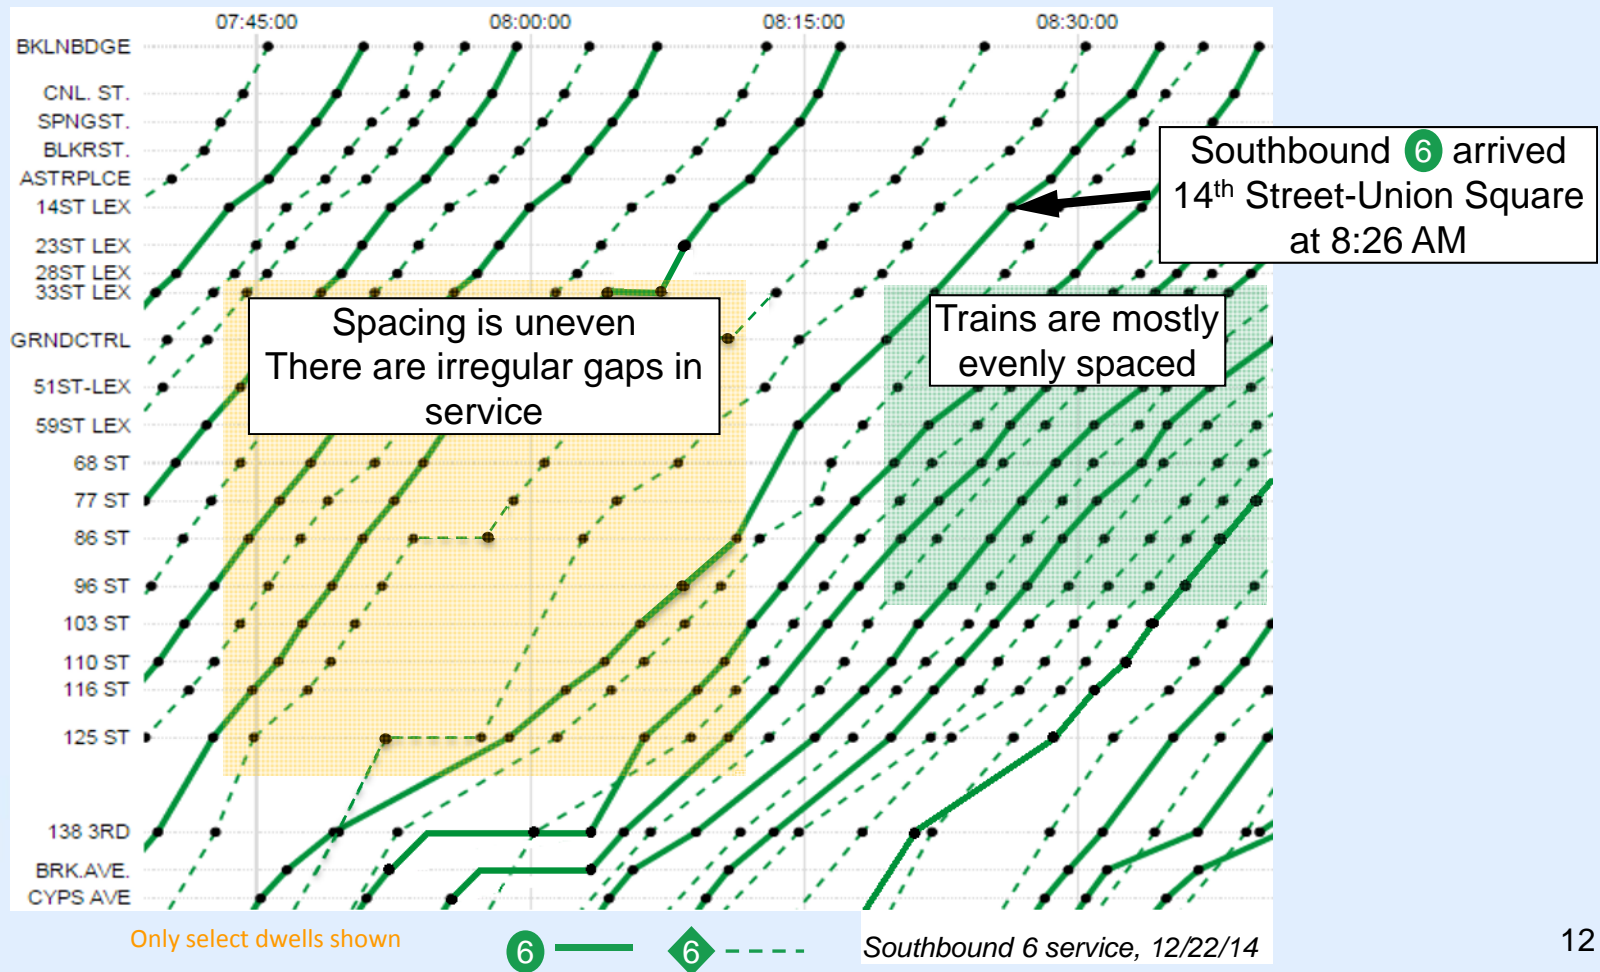 07:45:00 08:00:00 08:15:00 08:30:00
BKLNBDGE
CNL. ST.
SPNGST.
BLKRST.
ASTRPLCE
14ST LEX
23ST LEX
28ST LEX
33ST LEX
GRNDCTRL
51ST-LEX
59ST LEX
68 ST
77 ST
86 ST
96 ST
103 ST
110 ST
116 ST
125 ST
138 3RD
BRK.AVE.
CYPS AVE
Southbound 6 arrived
14th Street-Union Square
at 8:26 AM
Spacing is uneven
There are irregular gaps in
service
Trains are mostly
evenly spaced
Only select dwells shown
6 6
Southbound 6 service, 12/22/14
12